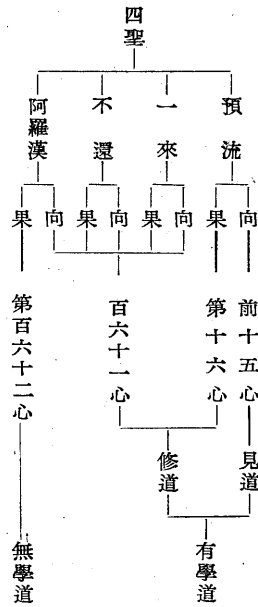 四聖
預流
一來
不還
阿羅漢
向
果
向
果
向
果
向
果
前十五心
第十六心
百六十一心
第百六十二心
見道
修道
有學道
無學道